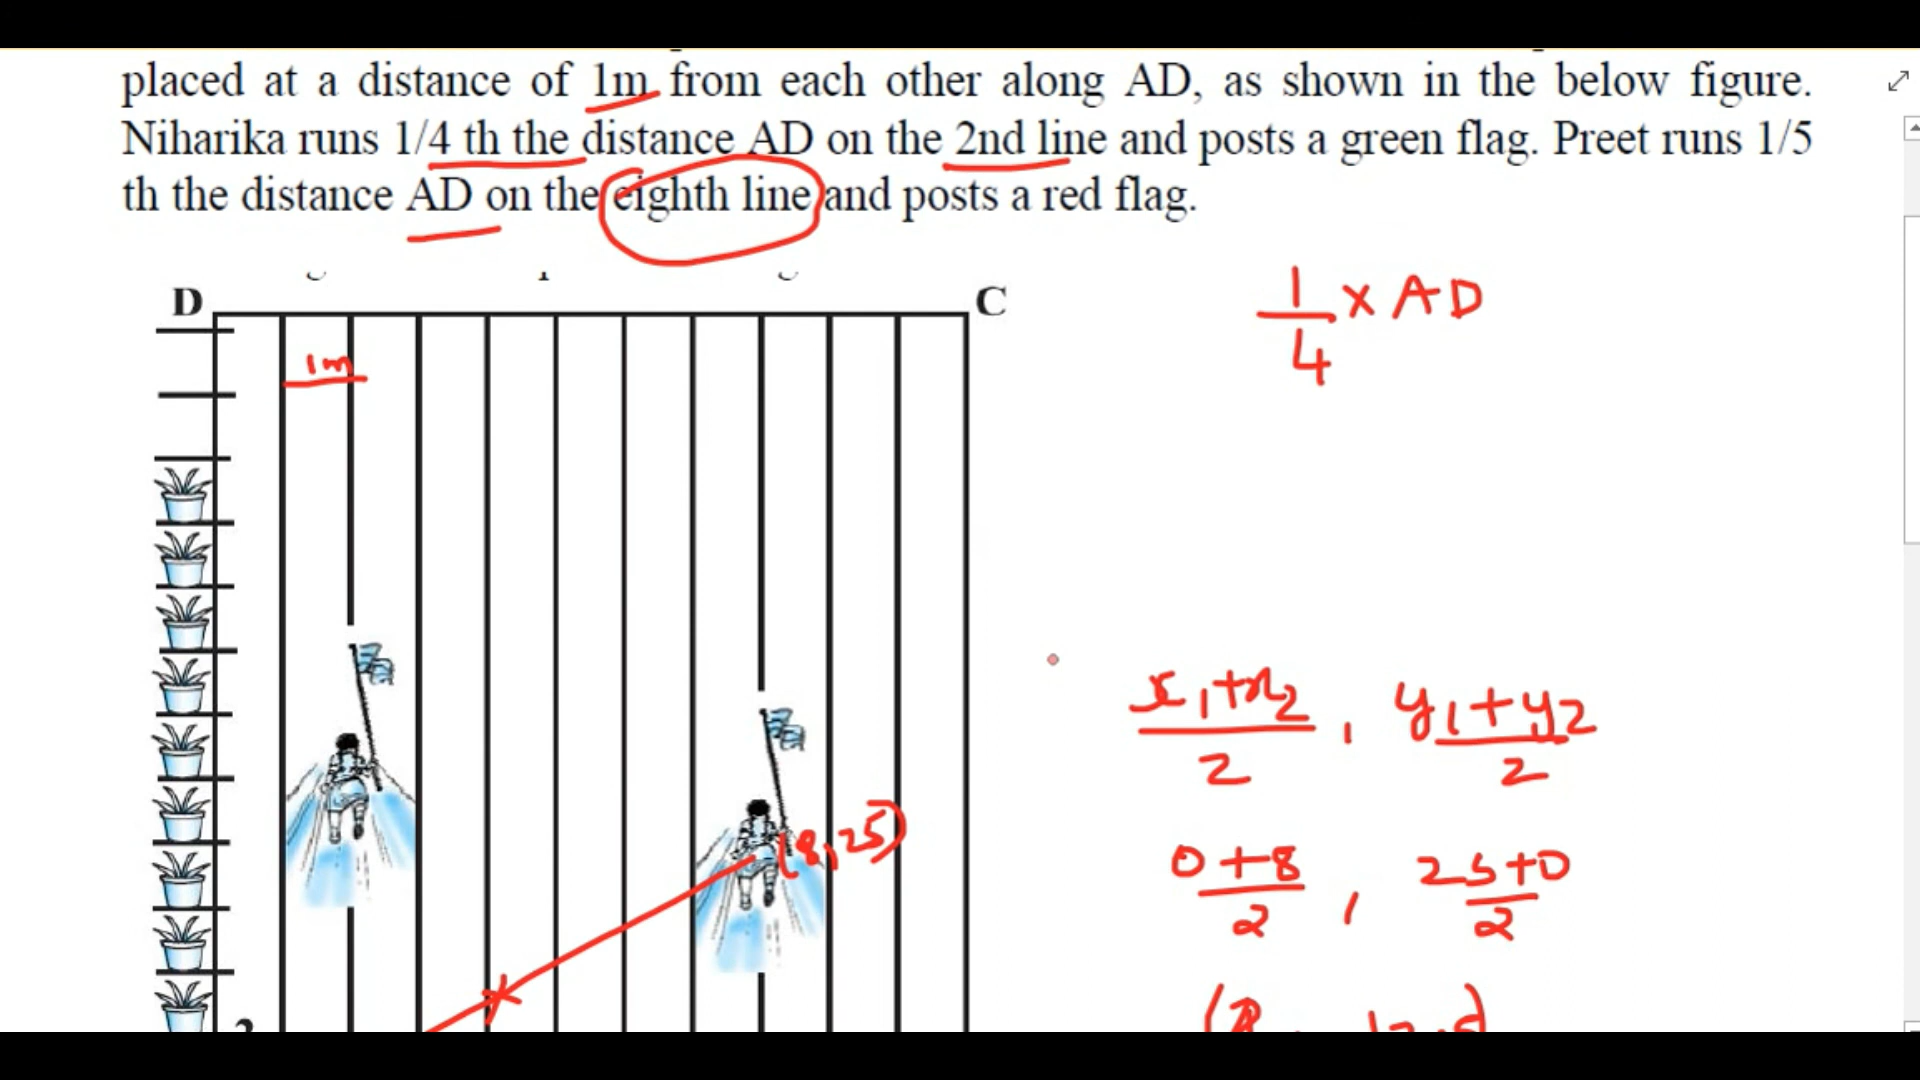 placed at a distance of 1m from each other along AD, as shown in the below figure.
Niharika runs 1/4 th the distance AD on the 2nd line and posts a green flag. Preet runs 1/5
th the distance AD on the eighth line and posts a red flag.
D
C
1m
1/4 × AD
(8,25)
x1+x2/2 , y1+y2/2
0+8/2 , 25+0/2